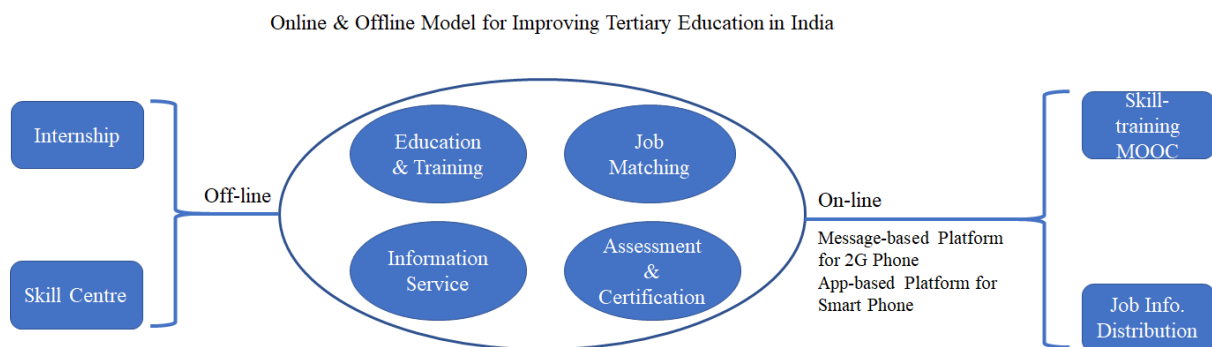 Online & Offline Model for Improving Tertiary Education in India
Internship
Skill Centre
Off-line
Education
& Training
Job
Matching
Information
Service
Assessment
&
Certification
On-line
Message-based Platform
for 2G Phone
App-based Platform for
Smart Phone
Skill-
training
MOOC
Job Info.
Distribution